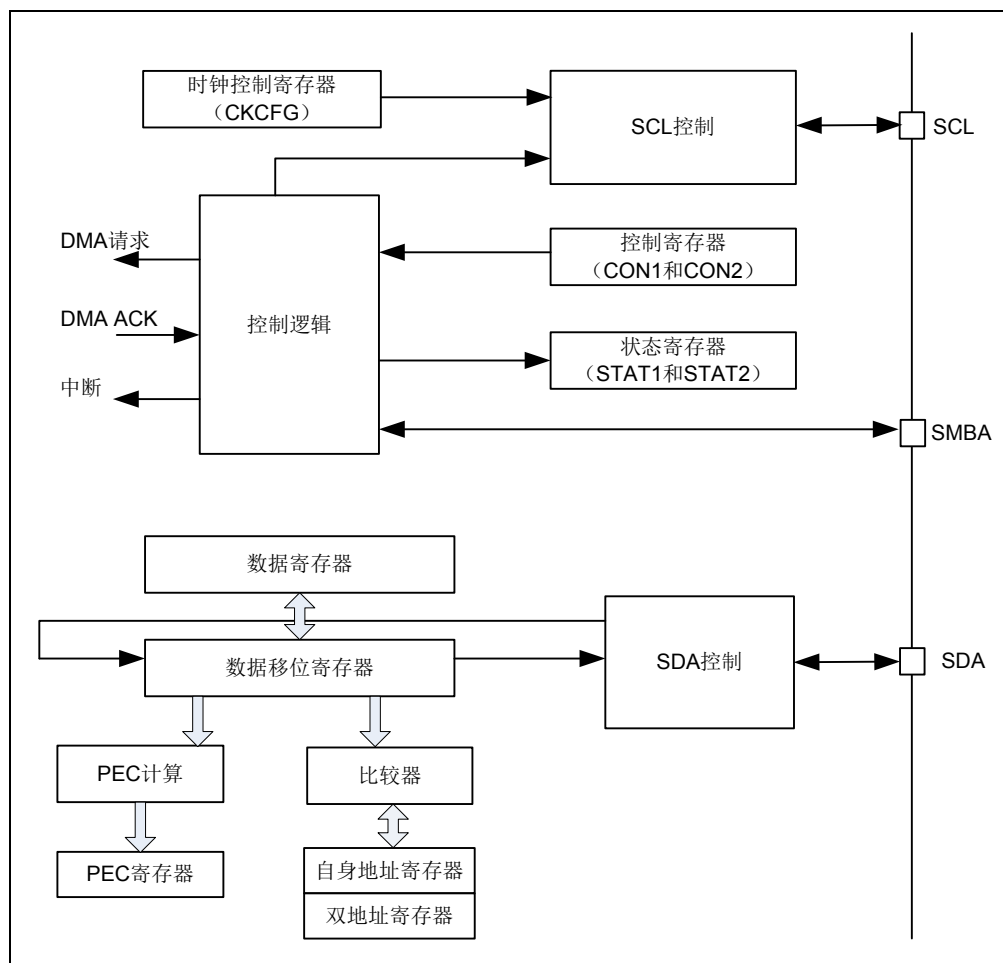 时钟控制寄存器
（CKCFG）
SCL控制
SCL
DMA请求
控制寄存器
（CON1和CON2）
DMA ACK
控制逻辑
状态寄存器
（STAT1和STAT2）
中断
SMBA
数据寄存器
数据移位寄存器
SDA控制
SDA
PEC计算
比较器
PEC寄存器
自身地址寄存器
双地址寄存器